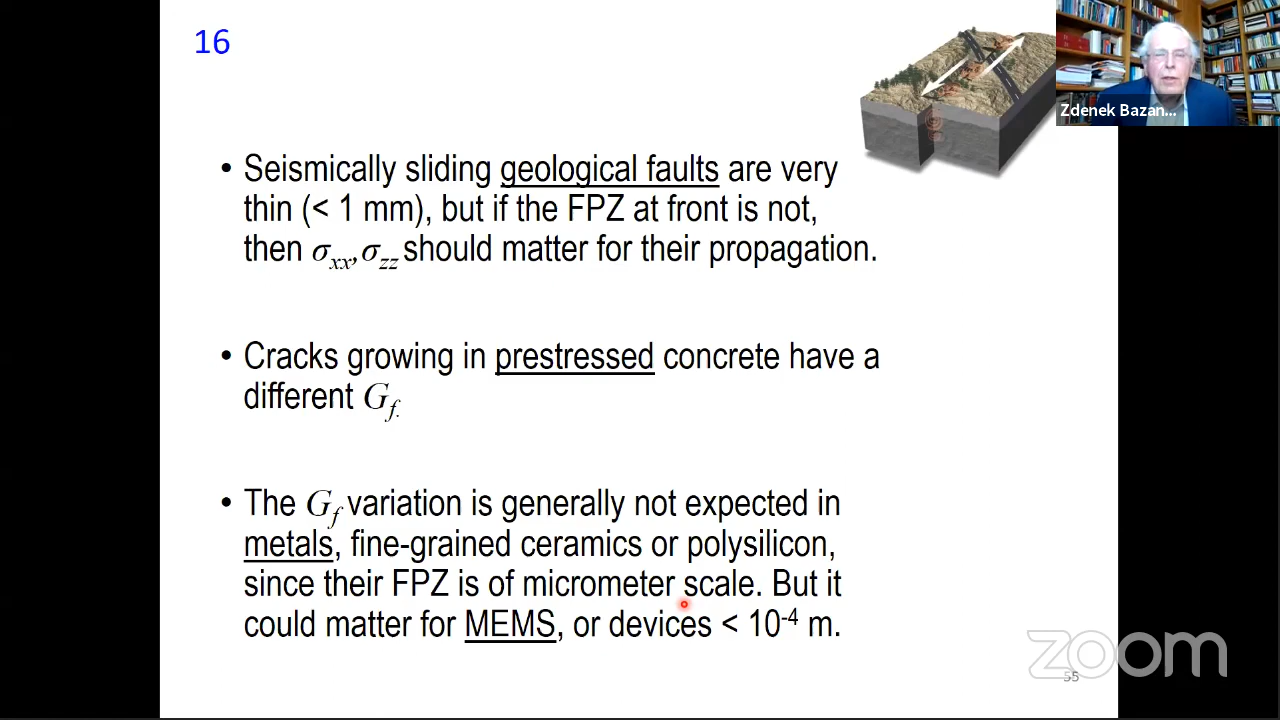 16
Zdenek Bazan...
• Seismically sliding geological faults are very
thin (< 1 mm), but if the FPZ at front is not,
then σxx,σzz should matter for their propagation.
• Cracks growing in prestressed concrete have a
different Gf.
• The Gf variation is generally not expected in
metals, fine-grained ceramics or polysilicon,
since their FPZ is of micrometer scale. But it
could matter for MEMS, or devices < 10-4 m.
zoom
55